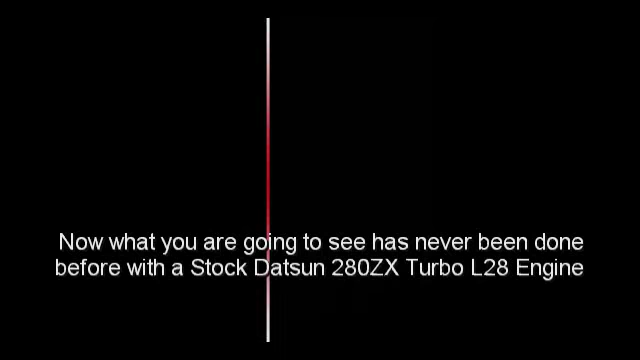 Now what you are going to see has never been done
before with a Stock Datsun 280ZX Turbo L28 Engine